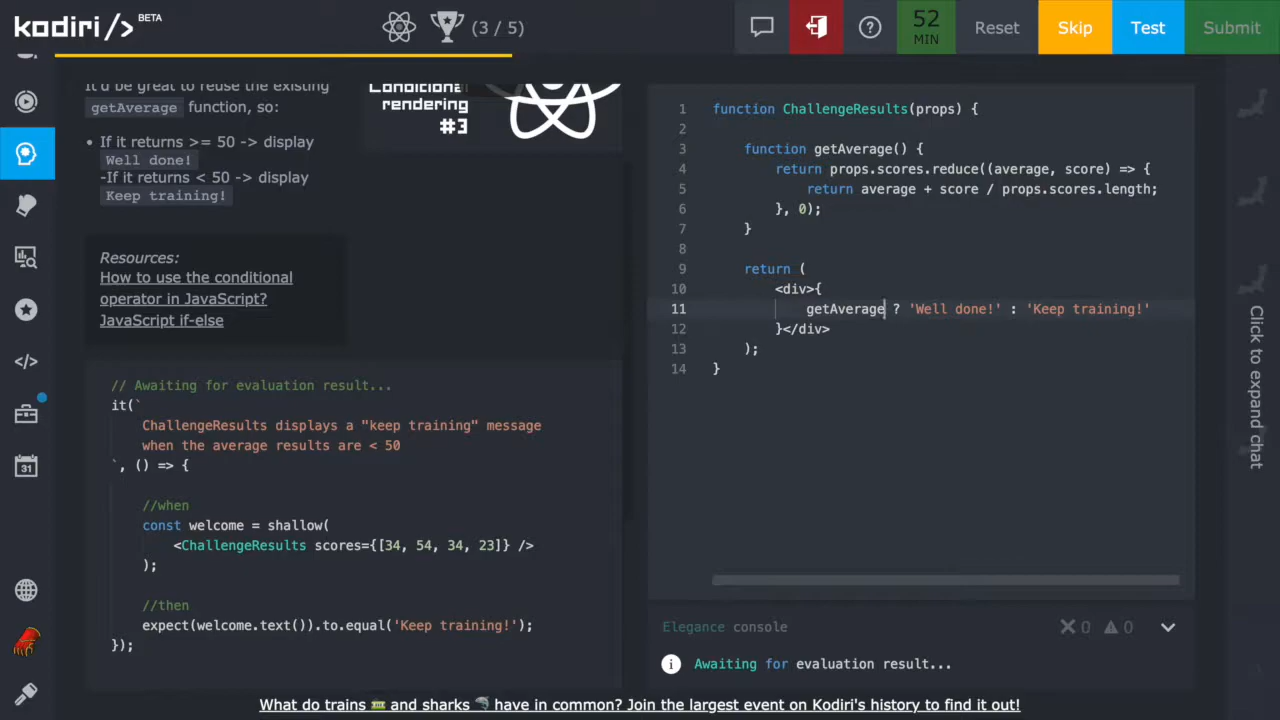 kodiri/> BETA
(3 / 5)
52
MIN
Reset
Skip
Test
Submit
It'd be great to reuse the existing
getAverage function, so:
• If it returns >= 50 -> display
Well done!
-If it returns < 50 -> display
Keep training!
Conditional
rendering
#3
Resources:
How to use the conditional
operator in JavaScript?
JavaScript if-else
// Awaiting for evaluation result...
it(`
ChallengeResults displays a "keep training" message
when the average results are < 50
`, () => {
//when
const welcome = shallow(
<ChallengeResults scores={[34, 54, 34, 23]} />
);
//then
expect(welcome.text()).to.equal('Keep training!');
});
1 function ChallengeResults(props) {
2
3 function getAverage() {
4 return props.scores.reduce((average, score) => {
5 return average + score / props.scores.length;
6 }, 0);
7 }
8
9 return (
10 <div>{
11 getAverage ? 'Well done!' : 'Keep training!'
12 }</div>
13 );
14 }
Elegance console
0 0
Awaiting for evaluation result...
31
Click to expand chat
What do trains 🚃 and sharks 🦈 have in common? Join the largest event on Kodiri's history to find it out!